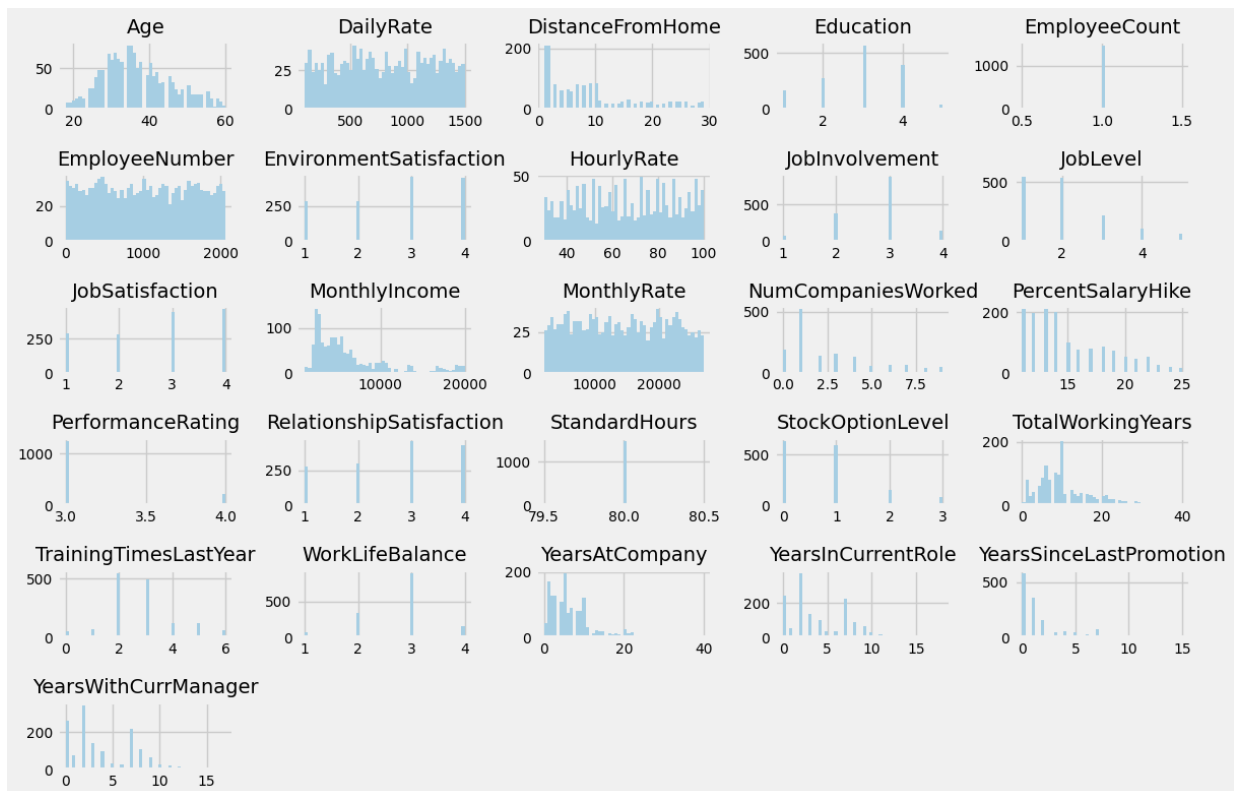 Age DailyRate DistanceFromHome Education EmployeeCount
50
0
20 40 60
25
0
500 1000 1500
200
0
0 10 20 30
500
0
2 4
1000
0
0.5 1.0 1.5
EmployeeNumber EnvironmentSatisfaction HourlyRate JobInvolvement JobLevel
20
0
0 1000 2000
250
0
1 2 3 4
50
0
40 60 80 100
500
0
1 2 3 4
500
0
2 4
JobSatisfaction MonthlyIncome MonthlyRate NumCompaniesWorked PercentSalaryHike
250
0
1 2 3 4
100
0
10000 20000
25
0
10000 20000
500
0
0.0 2.5 5.0 7.5
200
0
15 20 25
PerformanceRating RelationshipSatisfaction StandardHours StockOptionLevel TotalWorkingYears
1000
0
3.0 3.5 4.0
250
0
1 2 3 4
1000
0
79.5 80.0 80.5
500
0
0 1 2 3
200
0
0 20 40
TrainingTimesLastYear WorkLifeBalance YearsAtCompany YearsInCurrentRole YearsSinceLastPromotion
500
0
0 2 4 6
500
0
1 2 3 4
200
0
0 20 40
200
0
0 5 10 15
500
0
0 5 10 15
YearsWithCurrManager
200
0
0 5 10 15